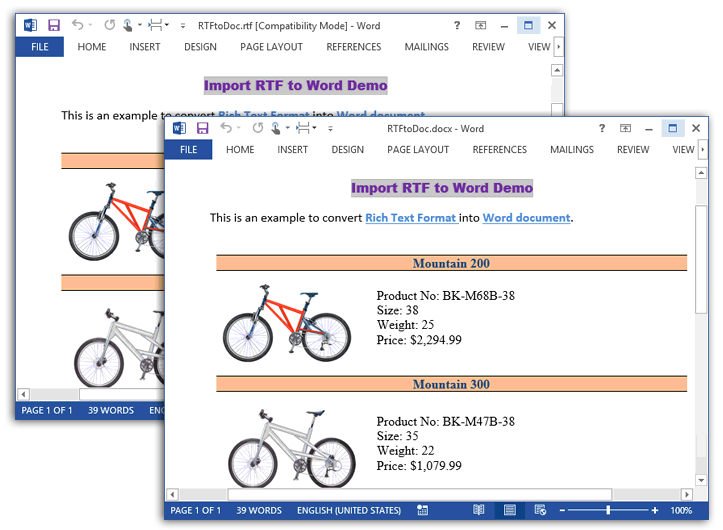 RTFtoDoc.rtf [Compatibility Mode] - Word
FILE HOME INSERT DESIGN PAGE LAYOUT REFERENCES MAILINGS REVIEW VIEW
Import RTF to Word Demo
This is an example to convert Rich Text Format into Word document.
PAGE 1 OF 1 39 WORDS
RTFtoDoc.docx - Word
FILE HOME INSERT DESIGN PAGE LAYOUT REFERENCES MAILINGS REVIEW VIEW
Import RTF to Word Demo
This is an example to convert Rich Text Format into Word document.
Mountain 200
Product No: BK-M68B-38
Size: 38
Weight: 25
Price: $2,294.99
Mountain 300
Product No: BK-M47B-38
Size: 35
Weight: 22
Price: $1,079.99
PAGE 1 OF 1 39 WORDS ENGLISH (UNITED STATES) 100%